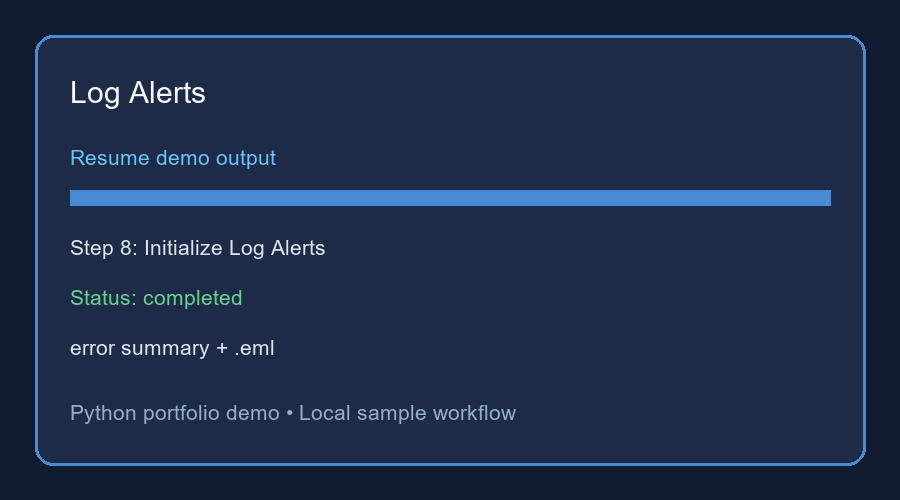 Log Alerts
Resume demo output
Step 8: Initialize Log Alerts
Status: completed
error summary + .eml
Python portfolio demo • Local sample workflow